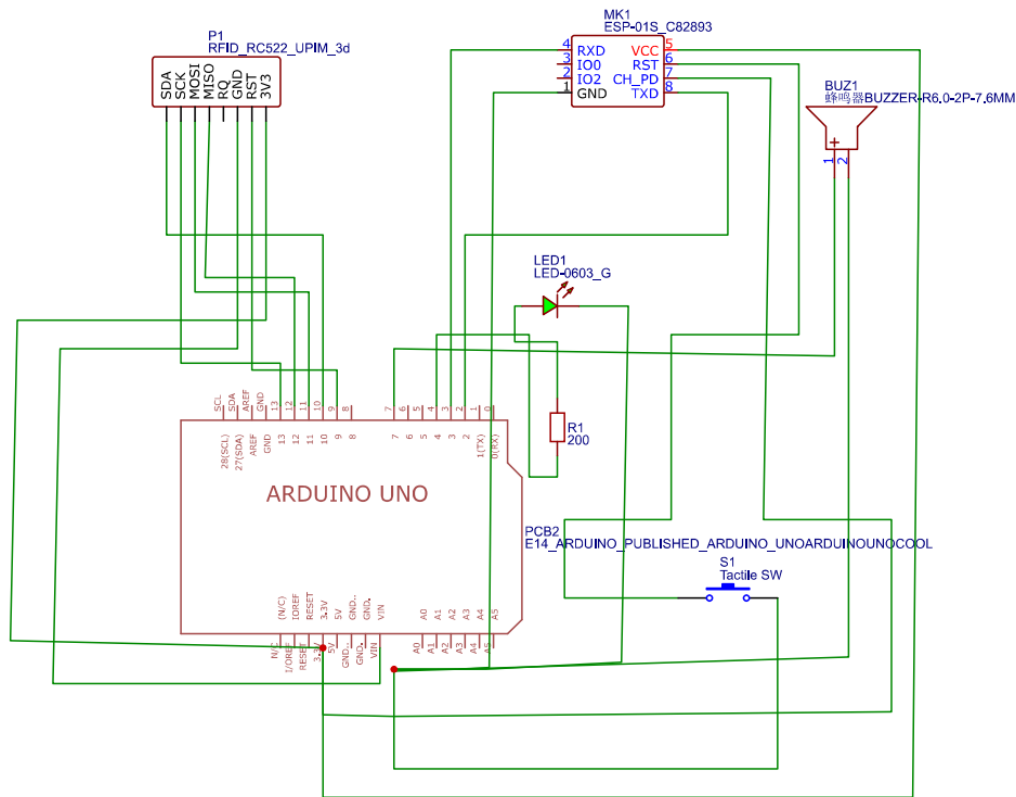 MK1
ESP-01S_C82893
P1
RFID_RC522_UPIM_3d
SDA
SCK
MOSI
MISO
RQ
GND
RST
3V3
4 RXD VCC 5
3 IO0 RST 6
2 IO2 CH_PD 7
1 GND TXD 8
BUZ1
蜂鸣器BUZZER-R6.0-2P-7.6MM
+
1 2
LED1
LED-0603_G
R1
200
SCL SDA AREF GND 13 12 11 10 9 8 7 6 5 4 3 2 1 0
28(SCL) 27(SDA) AREF GND 13 12 11 10 9 8 7 6 5 4 3 2 1(TX) 0(RX)
ARDUINO UNO
PCB2
E14_ARDUINO_PUBLISHED_ARDUINO_UNOARDUINOUNOCOOL
S1
Tactile SW
(N/C) IOREF RESET 3.3V 5V GND.. GND. VIN A0 A1 A2 A3 A4 A5
N/C I/OREF RESET 3.3V 5V GND.. GND. VIN A0 A1 A2 A3 A4 A5